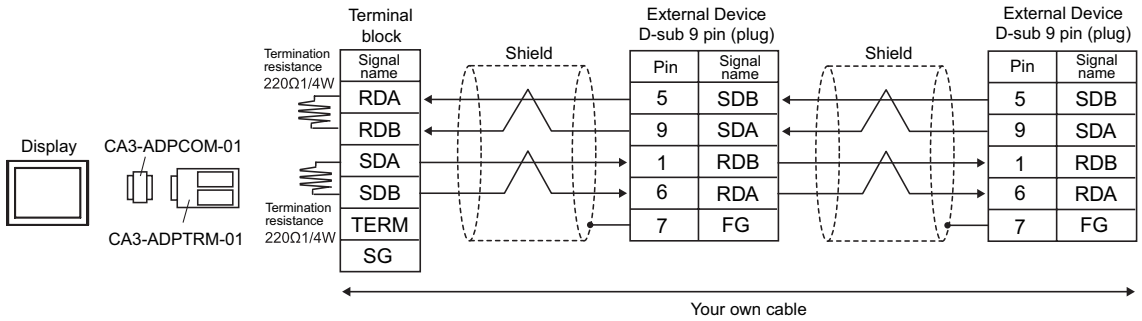 Display
CA3-ADPCOM-01
CA3-ADPTRM-01
Termination
resistance
220Ω1/4W
Termination
resistance
220Ω1/4W
Terminal
block
Signal
name
RDA
RDB
SDA
SDB
TERM
SG
Shield
External Device
D-sub 9 pin (plug)
Pin Signal
name
5 SDB
9 SDA
1 RDB
6 RDA
7 FG
Shield
External Device
D-sub 9 pin (plug)
Pin Signal
name
5 SDB
9 SDA
1 RDB
6 RDA
7 FG
Your own cable